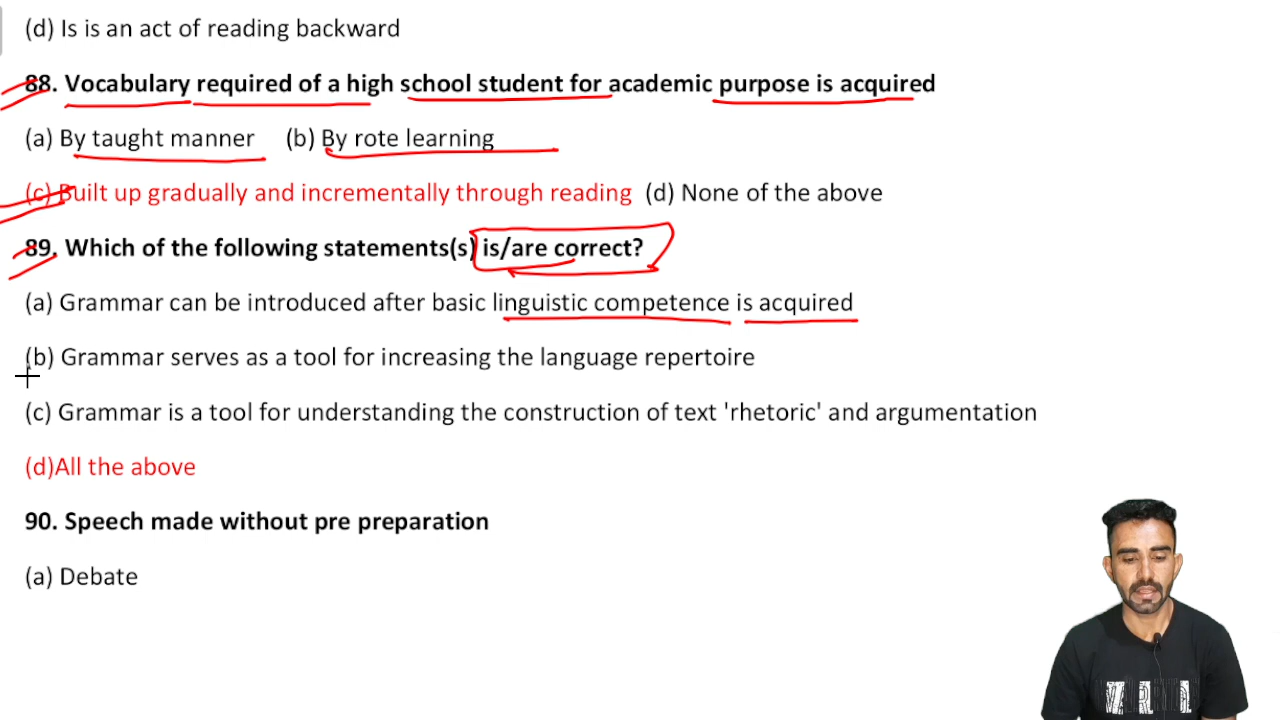 (d) Is is an act of reading backward
88. Vocabulary required of a high school student for academic purpose is acquired
(a) By taught manner (b) By rote learning
(c) Built up gradually and incrementally through reading (d) None of the above
89. Which of the following statements(s) is/are correct?
(a) Grammar can be introduced after basic linguistic competence is acquired
(b) Grammar serves as a tool for increasing the language repertoire
(c) Grammar is a tool for understanding the construction of text 'rhetoric' and argumentation
(d)All the above
90. Speech made without pre preparation
(a) Debate